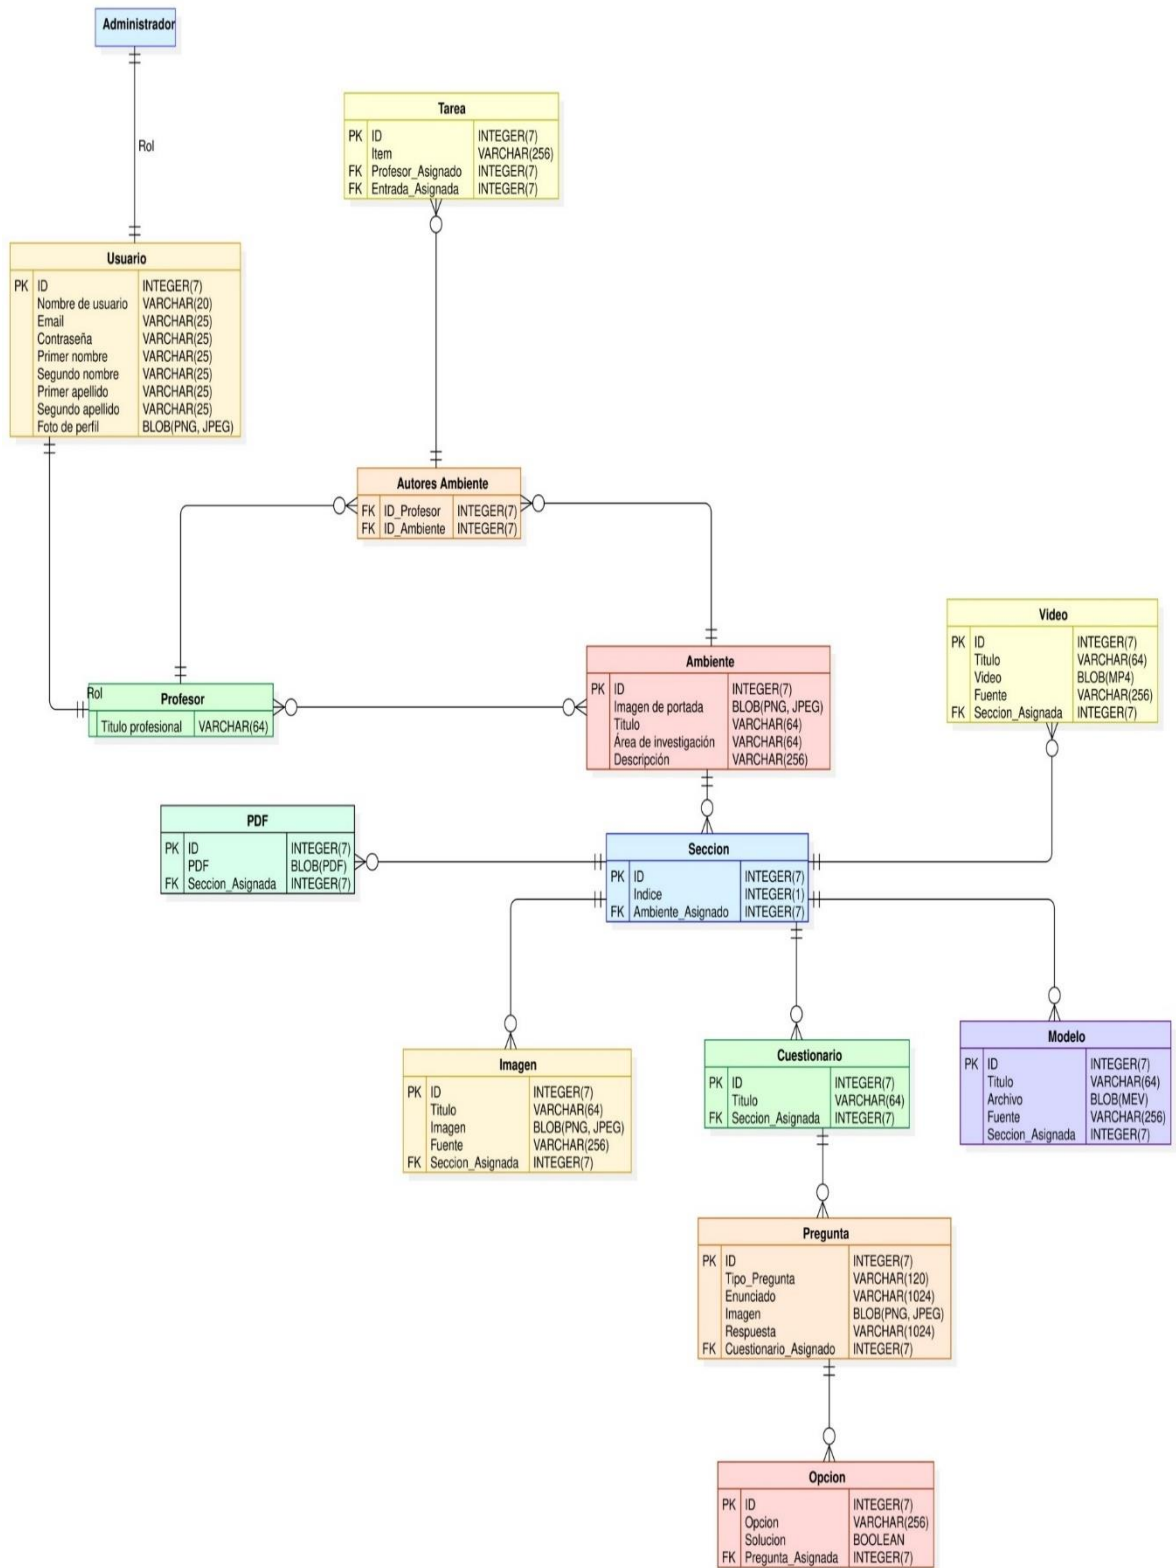 Administrador
Rol
Tarea
PK ID INTEGER(7)
Item VARCHAR(256)
FK Profesor_Asignado INTEGER(7)
FK Entrada_Asignada INTEGER(7)
Usuario
PK ID INTEGER(7)
Nombre de usuario VARCHAR(20)
Email VARCHAR(25)
Contraseña VARCHAR(25)
Primer nombre VARCHAR(25)
Segundo nombre VARCHAR(25)
Primer apellido VARCHAR(25)
Segundo apellido VARCHAR(25)
Foto de perfil BLOB(PNG, JPEG)
Autores Ambiente
FK ID_Profesor INTEGER(7)
FK ID_Ambiente INTEGER(7)
Video
PK ID INTEGER(7)
Titulo VARCHAR(64)
Video BLOB(MP4)
Fuente VARCHAR(256)
FK Seccion_Asignada INTEGER(7)
Ambiente
PK ID INTEGER(7)
Imagen de portada BLOB(PNG, JPEG)
Titulo VARCHAR(64)
Área de investigación VARCHAR(64)
Descripción VARCHAR(256)
Rol
Profesor
Titulo profesional VARCHAR(64)
PDF
PK ID INTEGER(7)
PDF BLOB(PDF)
FK Seccion_Asignada INTEGER(7)
Seccion
PK ID INTEGER(7)
Indice INTEGER(1)
FK Ambiente_Asignado INTEGER(7)
Imagen
PK ID INTEGER(7)
Titulo VARCHAR(64)
Imagen BLOB(PNG, JPEG)
Fuente VARCHAR(256)
FK Seccion_Asignada INTEGER(7)
Cuestionario
PK ID INTEGER(7)
Titulo VARCHAR(64)
FK Seccion_Asignada INTEGER(7)
Modelo
PK ID INTEGER(7)
Titulo VARCHAR(64)
Archivo BLOB(MEV)
Fuente VARCHAR(256)
Seccion_Asignada INTEGER(7)
Pregunta
PK ID INTEGER(7)
Tipo_Pregunta VARCHAR(120)
Enunciado VARCHAR(1024)
Imagen BLOB(PNG, JPEG)
Respuesta VARCHAR(1024)
FK Cuestionario_Asignado INTEGER(7)
Opcion
PK ID INTEGER(7)
Opcion VARCHAR(256)
Solucion BOOLEAN
FK Pregunta_Asignada INTEGER(7)